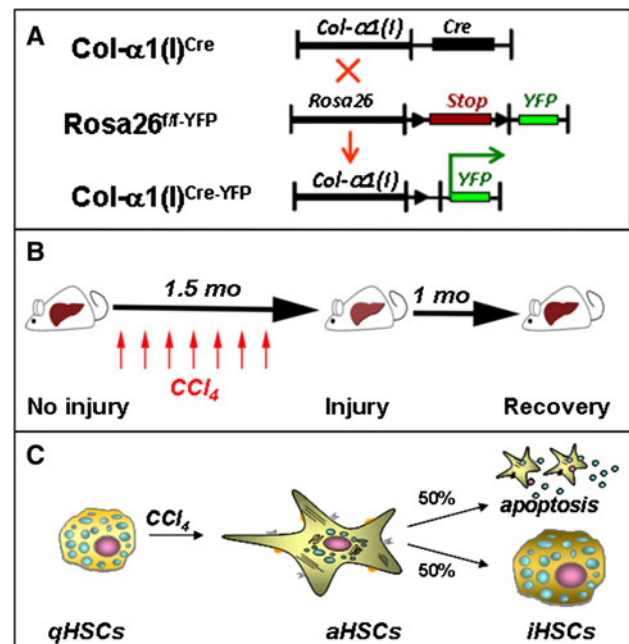 A
Col-α1(I)Cre
Col-α1(I) Cre
Rosa26f/f-YFP
Rosa26 Stop YFP
Col-α1(I)Cre-YFP
Col-α1(I) YFP
B
1.5 mo
1 mo
CCl4
No injury Injury Recovery
C
CCl4
50%
apoptosis
50%
qHSCs aHSCs iHSCs